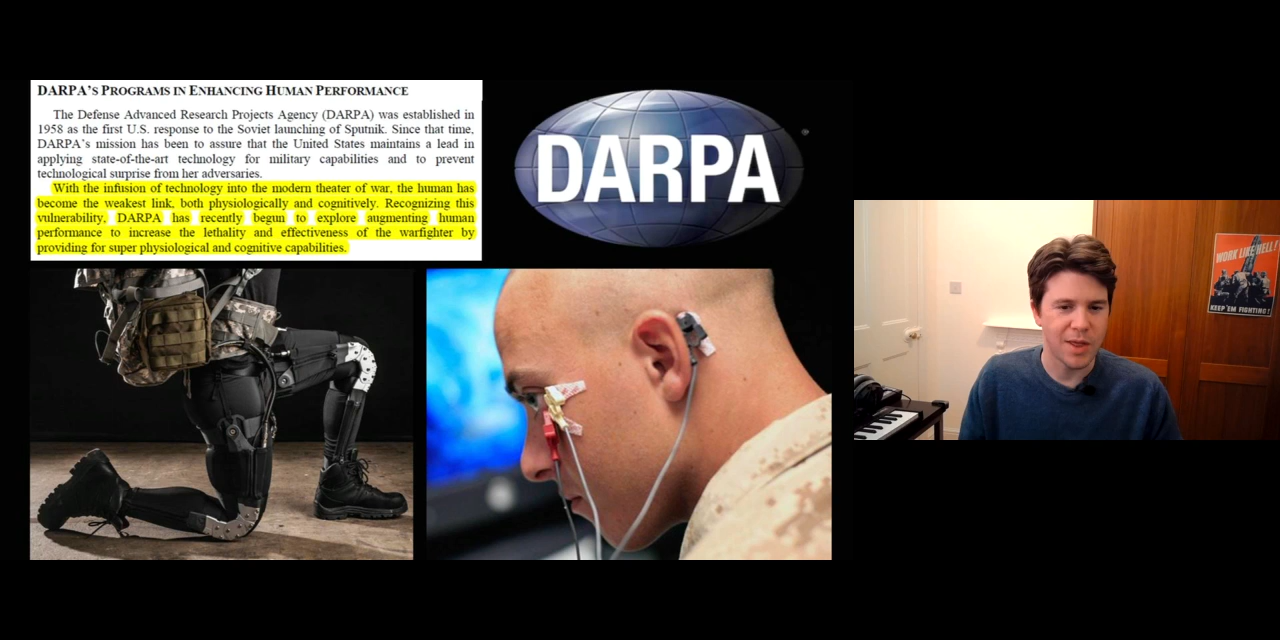 DARPA'S PROGRAMS IN ENHANCING HUMAN PERFORMANCE
The Defense Advanced Research Projects Agency (DARPA) was established in
1958 as the first U.S. response to the Soviet launching of Sputnik. Since that time,
DARPA's mission has been to assure that the United States maintains a lead in
applying state-of-the-art technology for military capabilities and to prevent
technological surprise from her adversaries.
With the infusion of technology into the modern theater of war, the human has
become the weakest link, both physiologically and cognitively. Recognizing this
vulnerability, DARPA has recently begun to explore augmenting human
performance to increase the lethality and effectiveness of the warfighter by
providing for super physiological and cognitive capabilities.
DARPA
WORK LIKE HELL!
KEEP 'EM FIGHTING!